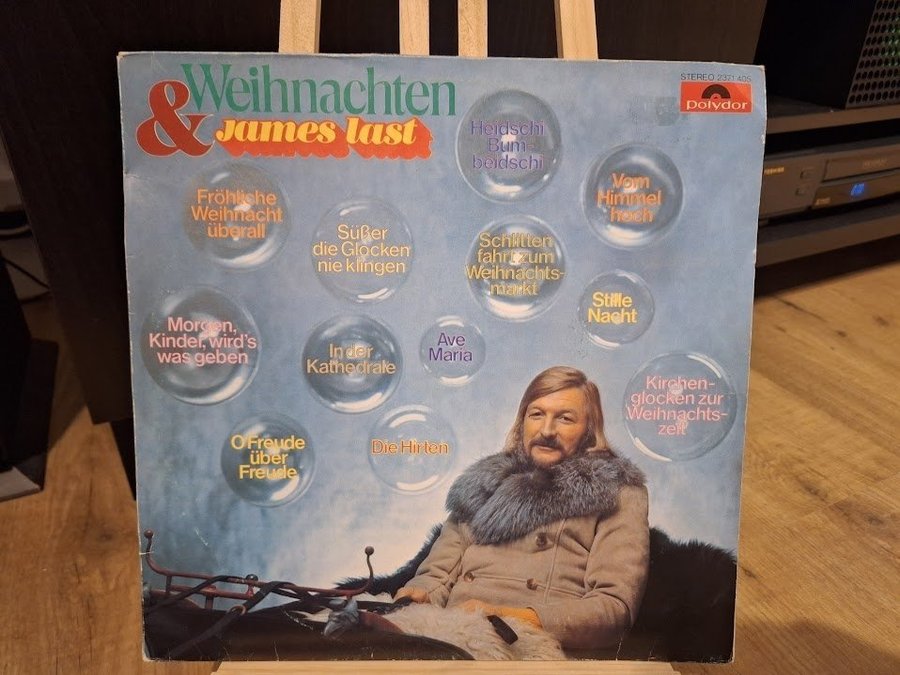 Weihnachten
& james last
STEREO 2371 405
polydor
Heidschi
Bum-
beidschi
Vom
Himmel
hoch
Fröhliche
Weihnacht
überall
Süßer
die Glocken
nie klingen
Schlitten
fahrt zum
Weihnachts-
markt
Stille
Nacht
Morgen,
Kinder, wird's
was geben
In der
Kathedrale
Ave
Maria
Kirchen-
glocken zur
Weihnachts-
zeit
O Freude
über
Freude
Die Hirten